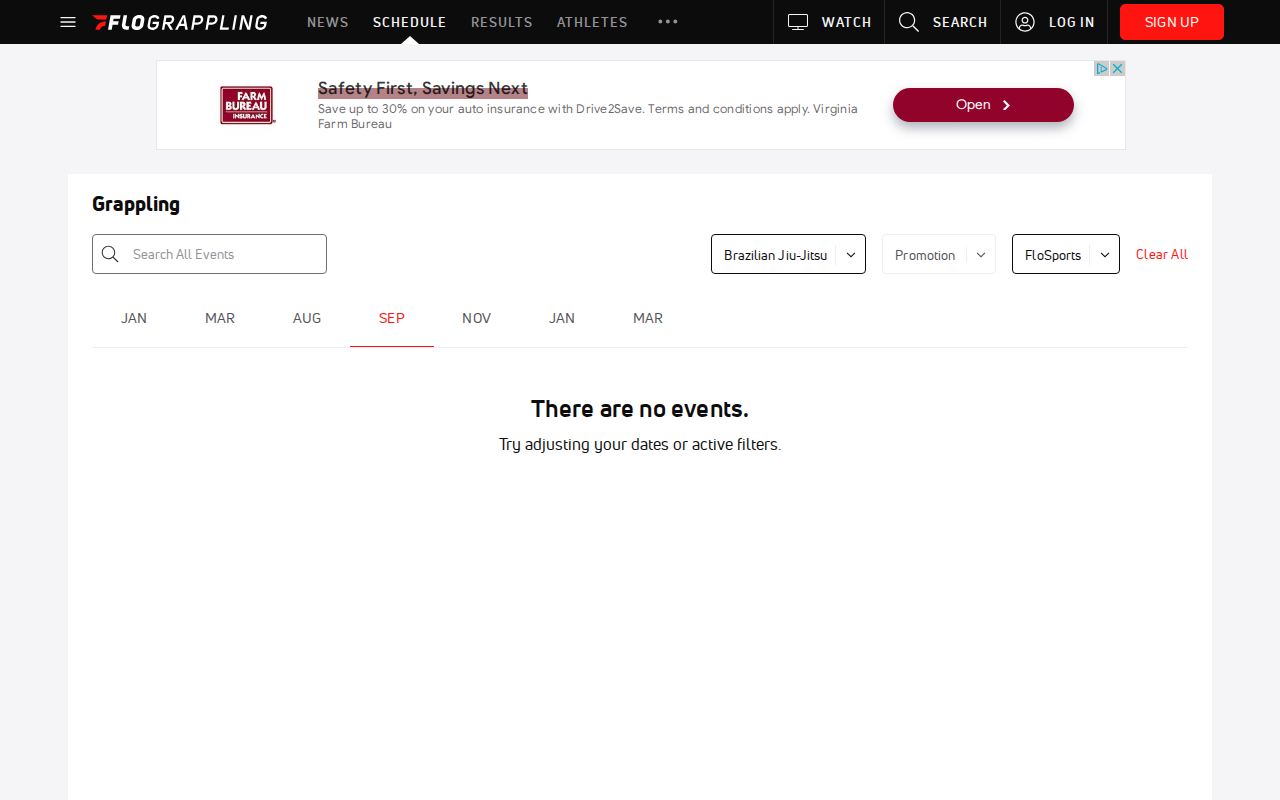 FLOGRAPPLING NEWS SCHEDULE RESULTS ATHLETES WATCH SEARCH LOG IN SIGN UP
FARM BUREAU INSURANCE
Safety First, Savings Next
Save up to 30% on your auto insurance with Drive2Save. Terms and conditions apply. Virginia
Farm Bureau
Open
Grappling
Search All Events Brazilian Jiu-Jitsu Promotion FloSports Clear All
JAN MAR AUG SEP NOV JAN MAR
There are no events.
Try adjusting your dates or active filters.